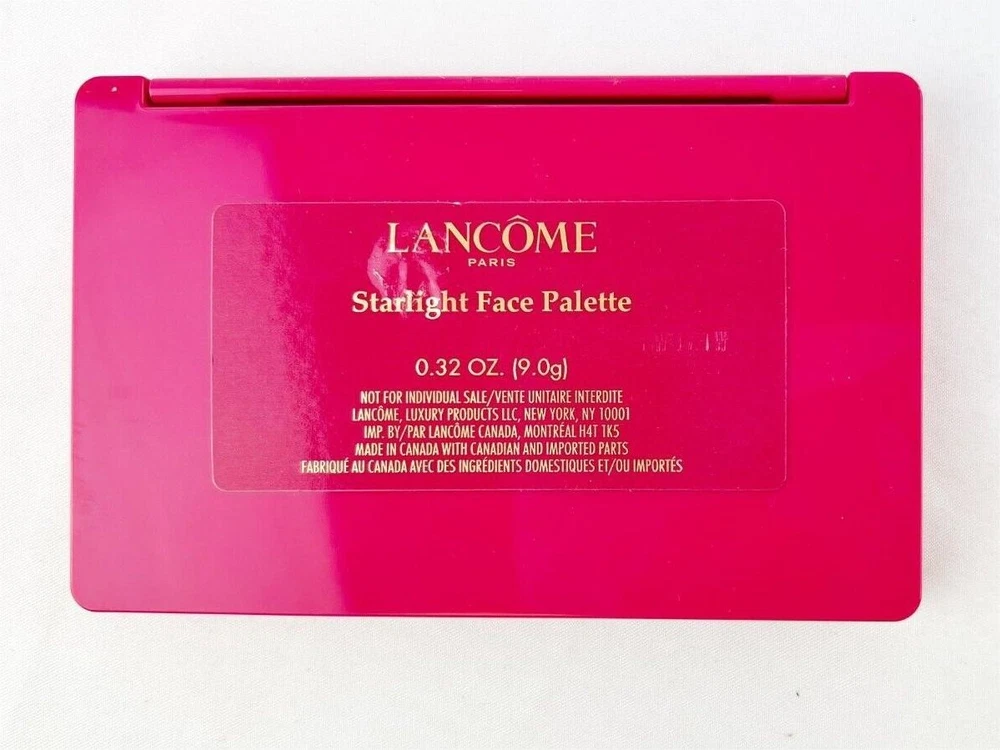 LANCÔME
PARIS
Starlight Face Palette
0.32 OZ. (9.0g)
NOT FOR INDIVIDUAL SALE/VENTE UNITAIRE INTERDITE
LANCÔME, LUXURY PRODUCTS LLC, NEW YORK, NY 10001
IMP. BY/PAR LANCÔME CANADA, MONTRÉAL H4T 1K5
MADE IN CANADA WITH CANADIAN AND IMPORTED PARTS
FABRIQUÉ AU CANADA AVEC DES INGRÉDIENTS DOMESTIQUES ET/OU IMPORTÉS